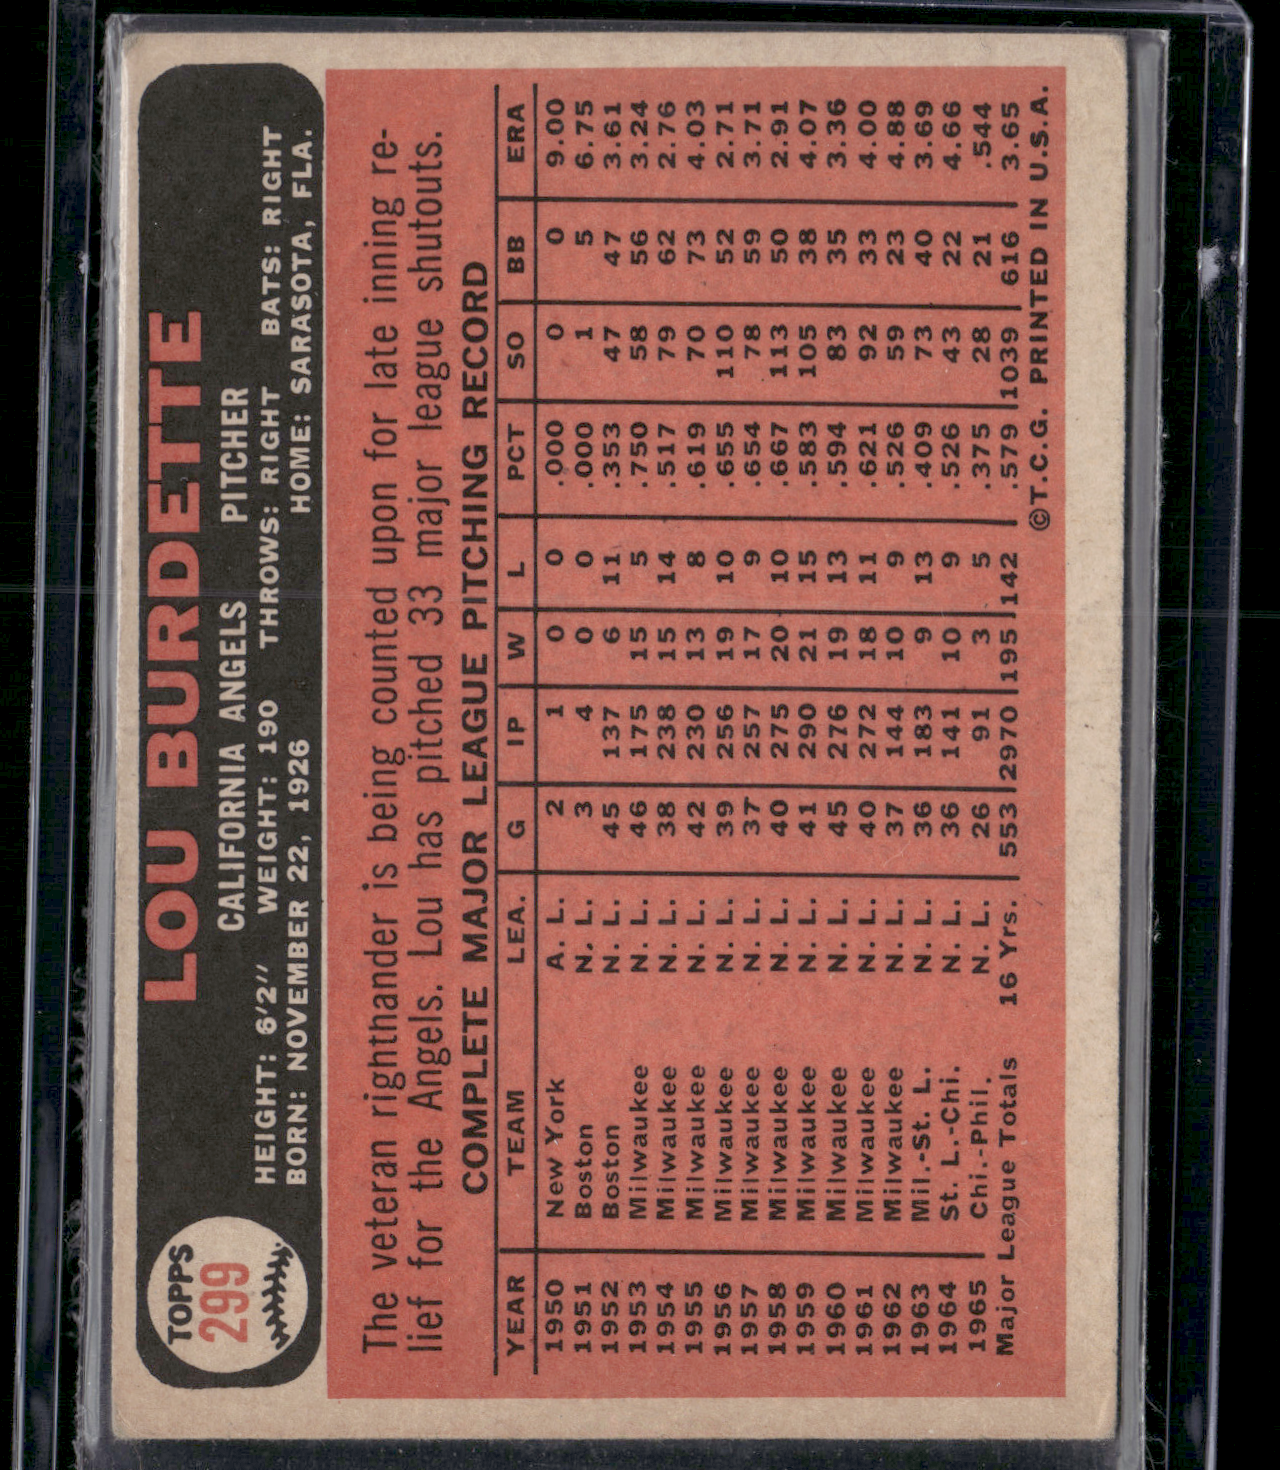 TOPPS
299
LOU BURDETTE
CALIFORNIA ANGELS PITCHER
HEIGHT: 6'2" WEIGHT: 190 THROWS: RIGHT BATS: RIGHT
BORN: NOVEMBER 22, 1926 HOME: SARASOTA, FLA.
The veteran righthander is being counted upon for late inning re-
lief for the Angels. Lou has pitched 33 major league shutouts.
COMPLETE MAJOR LEAGUE PITCHING RECORD
YEAR TEAM LEA. G IP W L PCT SO BB ERA
1950 New York A. L. 2 1 0 0 .000 0 0 9.00
1951 Boston N. L. 3 4 0 0 .000 1 5 6.75
1952 Boston N. L. 45 137 6 11 .353 47 47 3.61
1953 Milwaukee N. L. 46 175 15 5 .750 58 56 3.24
1954 Milwaukee N. L. 38 238 15 14 .517 79 62 2.76
1955 Milwaukee N. L. 42 230 13 8 .619 70 73 4.03
1956 Milwaukee N. L. 39 256 19 10 .655 110 52 2.71
1957 Milwaukee N. L. 37 257 17 9 .654 78 59 3.71
1958 Milwaukee N. L. 40 275 20 10 .667 113 50 2.91
1959 Milwaukee N. L. 41 290 21 15 .583 105 38 4.07
1960 Milwaukee N. L. 45 276 19 13 .594 83 35 3.36
1961 Milwaukee N. L. 40 272 18 11 .621 92 33 4.00
1962 Milwaukee N. L. 37 144 10 9 .526 59 23 4.88
1963 Mil.-St. L. N. L. 36 183 9 13 .409 73 40 3.69
1964 St. L.-Chi. N. L. 36 141 10 9 .526 43 22 4.66
1965 Chi.-Phil. N. L. 26 91 3 5 .375 28 21 .544
Major League Totals 16 Yrs. 553 2970 195 142 .579 1039 616 3.65
©T.C.G. PRINTED IN U.S.A.